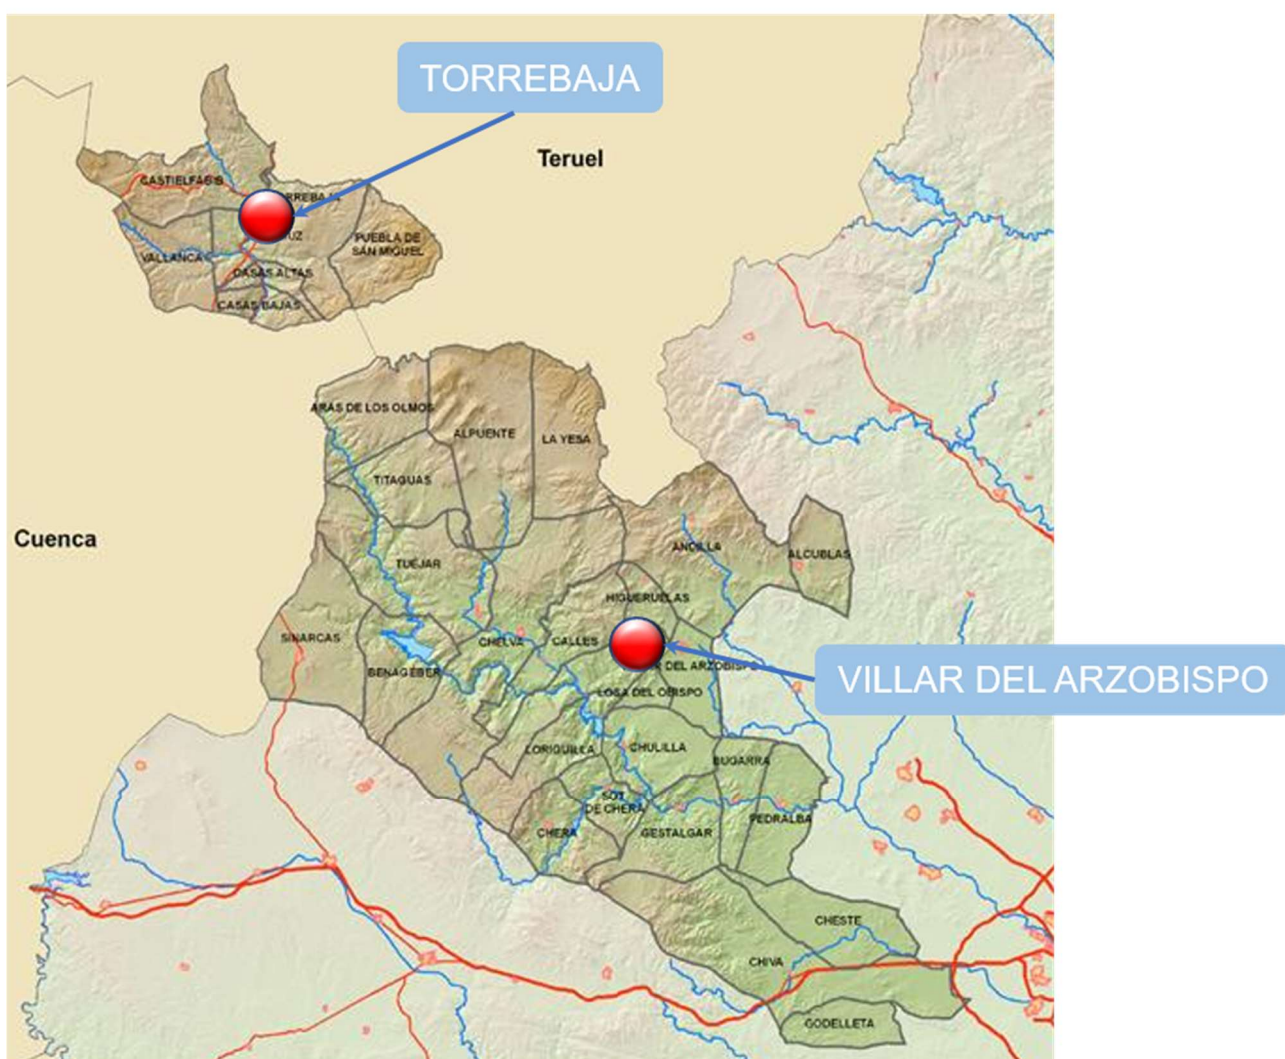 TORREBAJA
Teruel
CASTIELFABIB
PUEBLA DE
SAN MIGUEL
VALLANCA
CASAS ALTAS
CASAS BAJAS
ARAS DE LOS OLMOS
ALPUENTE
LA YESA
TITAGUAS
Cuenca
ANDILLA
ALCUBLAS
TUEJAR
HIGUERUELAS
SINARCAS
CHELVA
CALLES
BENAGEBER
DEL ARZOBISPO
VILLAR DEL ARZOBISPO
LOSA DEL OBISPO
LORIGUILLA
CHULILLA
BUGARRA
SOT
DE CHERA
CHERA
GESTALGAR
PEDRALBA
CHESTE
CHIVA
GODELLETA